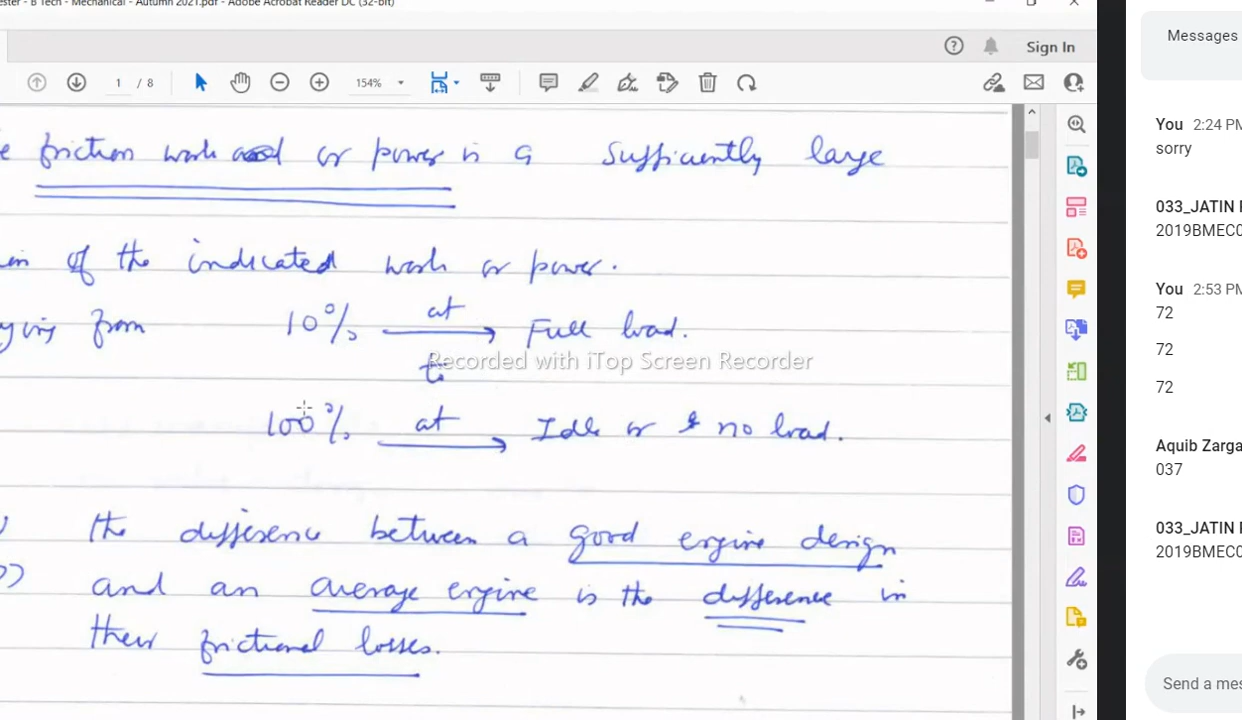 ester - B Tech - Mechanical - Autumn 2021.pdf - Adobe Acrobat Reader DC (32-bit)
Sign In
1 / 8
154%
e friction work or power is a sufficiently large
of the indicated work or power.
ying from 10% at Full load.
to
Recorded with iTop Screen Recorder
100% at Idle or no load.
the difference between a good engine design
and an average engine is the difference in
their frictional losses.
Messages
You 2:24 PM
sorry
033_JATIN
2019BMEC0
You 2:53 PM
72
72
72
Aquib Zarga
037
033_JATIN
2019BMEC0
Send a mes